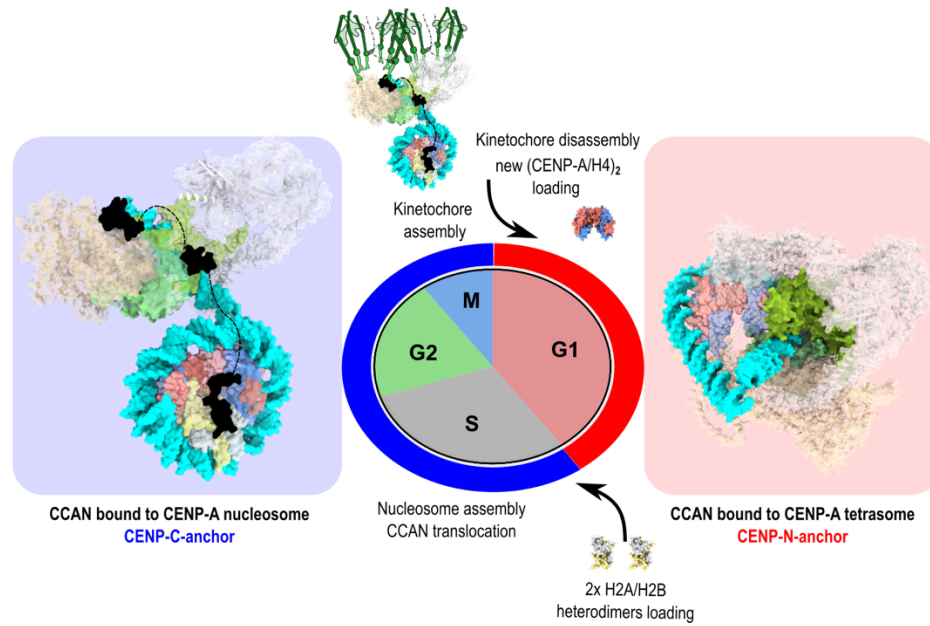 Kinetochore disassembly
new (CENP-A/H4)₂
loading
Kinetochore
assembly
M
G1
G2
S
CCAN bound to CENP-A nucleosome
CENP-C-anchor
Nucleosome assembly
CCAN translocation
CCAN bound to CENP-A tetrasome
CENP-N-anchor
2x H2A/H2B
heterodimers loading